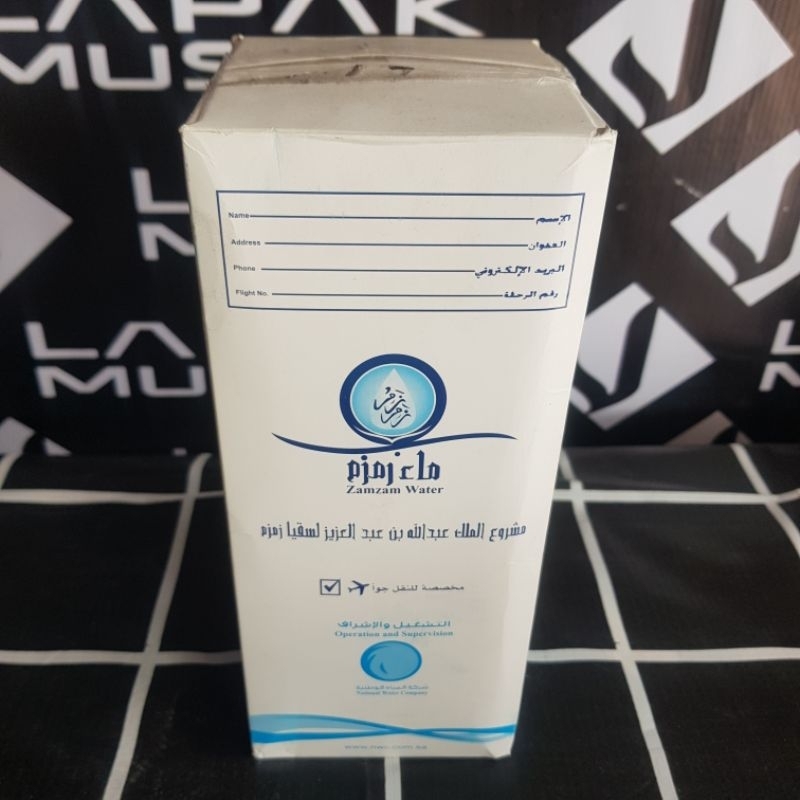 LAPAK
MUS
Name الإسم
Address العنوان
Phone البريد الإلكتروني
Flight No. رقم الرحلة
زمزم
ماء زمزم
Zamzam Water
مشروع الملك عبدالله بن عبد العزيز لسقيا زمزم
مخصصة للنقل جوا
التشغيل والإشراف
Operation and Supervision
شركة المياه الوطنية
National Water Company
www.nwc.com.sa